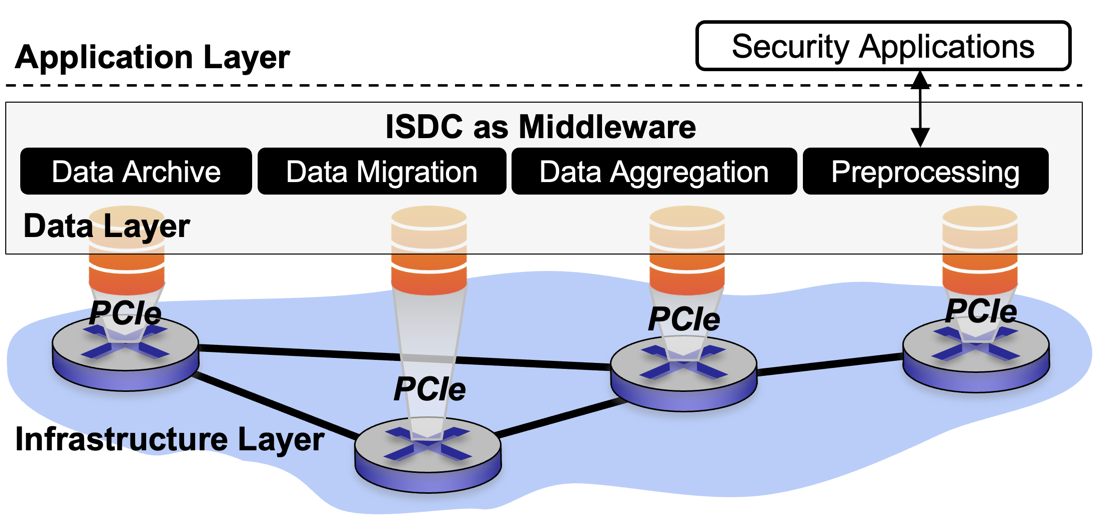 Security Applications
Application Layer
ISDC as Middleware
Data Archive
Data Migration
Data Aggregation
Preprocessing
Data Layer
PCIe
PCIe
PCIe
PCIe
Infrastructure Layer